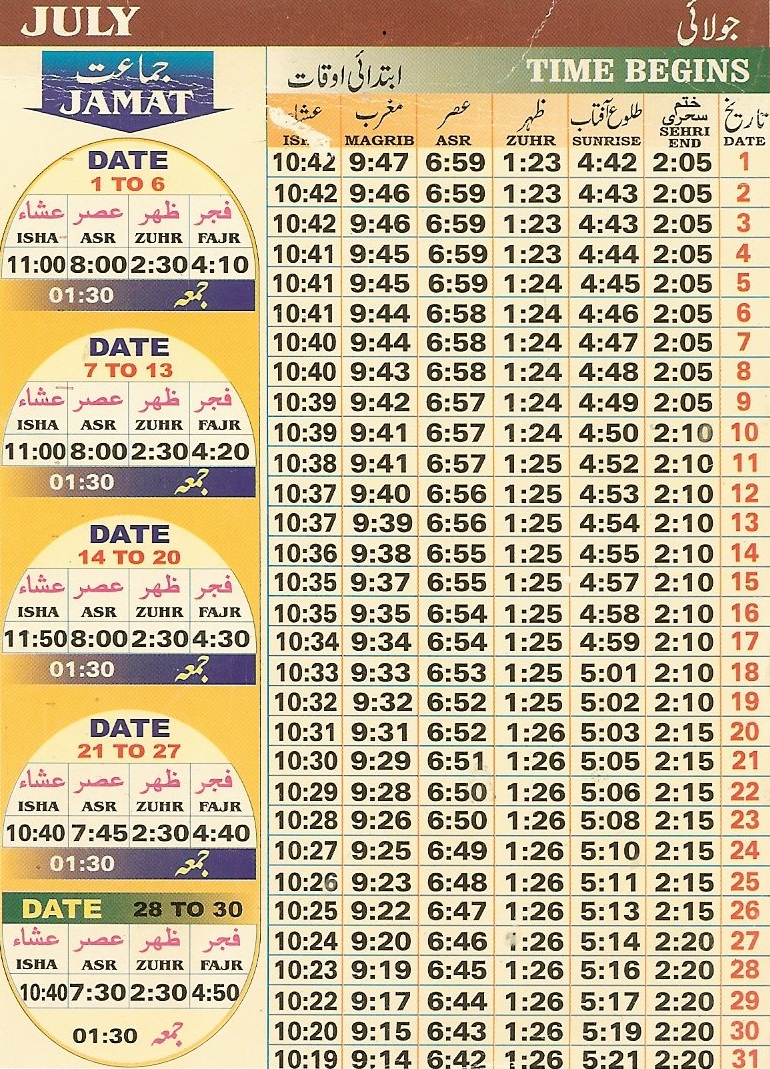 JULY جولائی
جماعت
JAMAT
DATE
1 TO 6
عشاء عصر ظهر فجر
ISHA ASR ZUHR FAJR
11:00 8:00 2:30 4:10
01:30 جمعہ
DATE
7 TO 13
عشاء عصر ظهر فجر
ISHA ASR ZUHR FAJR
11:00 8:00 2:30 4:20
01:30 جمعہ
DATE
14 TO 20
عشاء عصر ظهر فجر
ISHA ASR ZUHR FAJR
11:50 8:00 2:30 4:30
01:30 جمعہ
DATE
21 TO 27
عشاء عصر ظهر فجر
ISHA ASR ZUHR FAJR
10:40 7:45 2:30 4:40
01:30 جمعہ
DATE 28 TO 30
عشاء عصر ظهر فجر
ISHA ASR ZUHR FAJR
10:40 7:30 2:30 4:50
01:30 جمعہ
ابتدائی اوقات TIME BEGINS
عشاء مغرب عصر ظہر طلوع آفتاب ختم سحری تاریخ
MAGRIB ASR ZUHR SUNRISE SEHRI END DATE
10:42 9:47 6:59 1:23 4:42 2:05 1
10:42 9:46 6:59 1:23 4:43 2:05 2
10:42 9:46 6:59 1:23 4:43 2:05 3
10:41 9:45 6:59 1:23 4:44 2:05 4
10:41 9:45 6:59 1:24 4:45 2:05 5
10:41 9:44 6:58 1:24 4:46 2:05 6
10:40 9:44 6:58 1:24 4:47 2:05 7
10:40 9:43 6:58 1:24 4:48 2:05 8
10:39 9:42 6:57 1:24 4:49 2:05 9
10:39 9:41 6:57 1:24 4:50 2:10 10
10:38 9:41 6:57 1:25 4:52 2:10 11
10:37 9:40 6:56 1:25 4:53 2:10 12
10:37 9:39 6:56 1:25 4:54 2:10 13
10:36 9:38 6:55 1:25 4:55 2:10 14
10:35 9:37 6:55 1:25 4:57 2:10 15
10:35 9:35 6:54 1:25 4:58 2:10 16
10:34 9:34 6:54 1:25 4:59 2:10 17
10:33 9:33 6:53 1:25 5:01 2:10 18
10:32 9:32 6:52 1:25 5:02 2:10 19
10:31 9:31 6:52 1:26 5:03 2:15 20
10:30 9:29 6:51 1:26 5:05 2:15 21
10:29 9:28 6:50 1:26 5:06 2:15 22
10:28 9:26 6:50 1:26 5:08 2:15 23
10:27 9:25 6:49 1:26 5:10 2:15 24
10:26 9:23 6:48 1:26 5:11 2:15 25
10:25 9:22 6:47 1:26 5:13 2:15 26
10:24 9:20 6:46 1:26 5:14 2:20 27
10:23 9:19 6:45 1:26 5:16 2:20 28
10:22 9:17 6:44 1:26 5:17 2:20 29
10:20 9:15 6:43 1:26 5:19 2:20 30
10:19 9:14 6:42 1:26 5:21 2:20 31